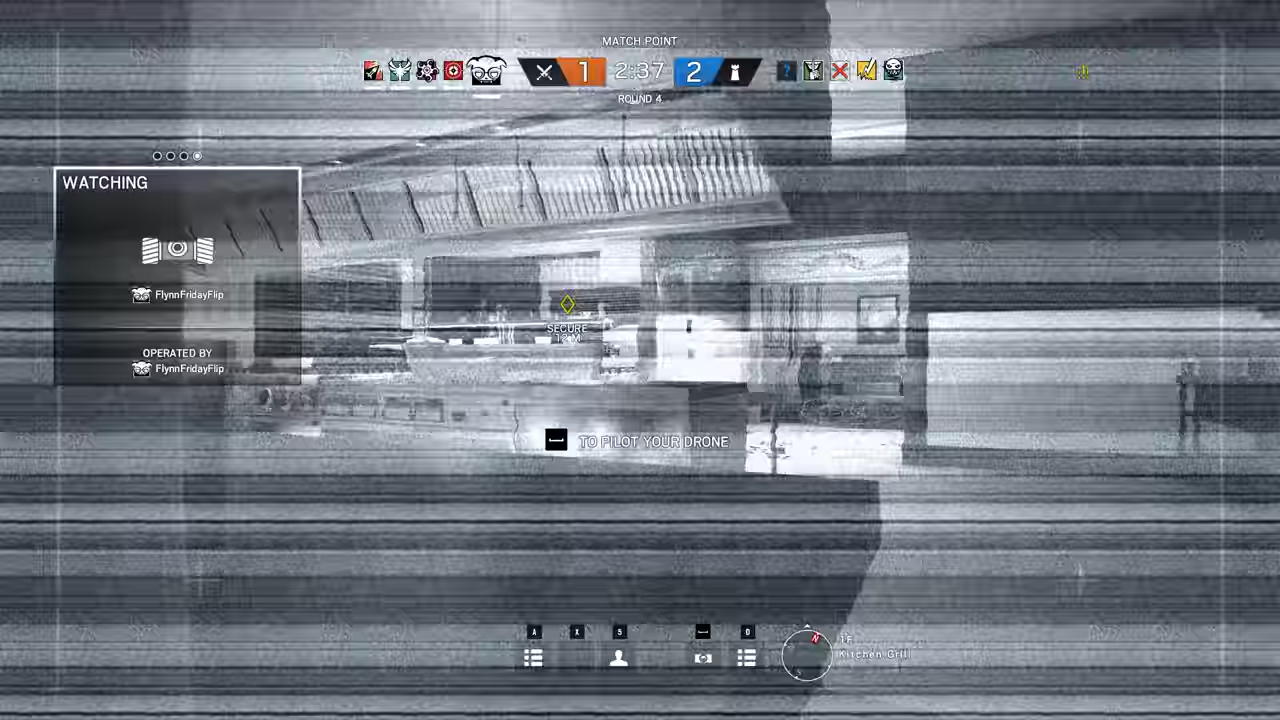 MATCH POINT
1 2:37 2
ROUND 4
WATCHING
FlynnFridayFlip
OPERATED BY
FlynnFridayFlip
SECURE
12 M
TO PILOT YOUR DRONE
A X 5 D
N
1F
Kitchen Grill